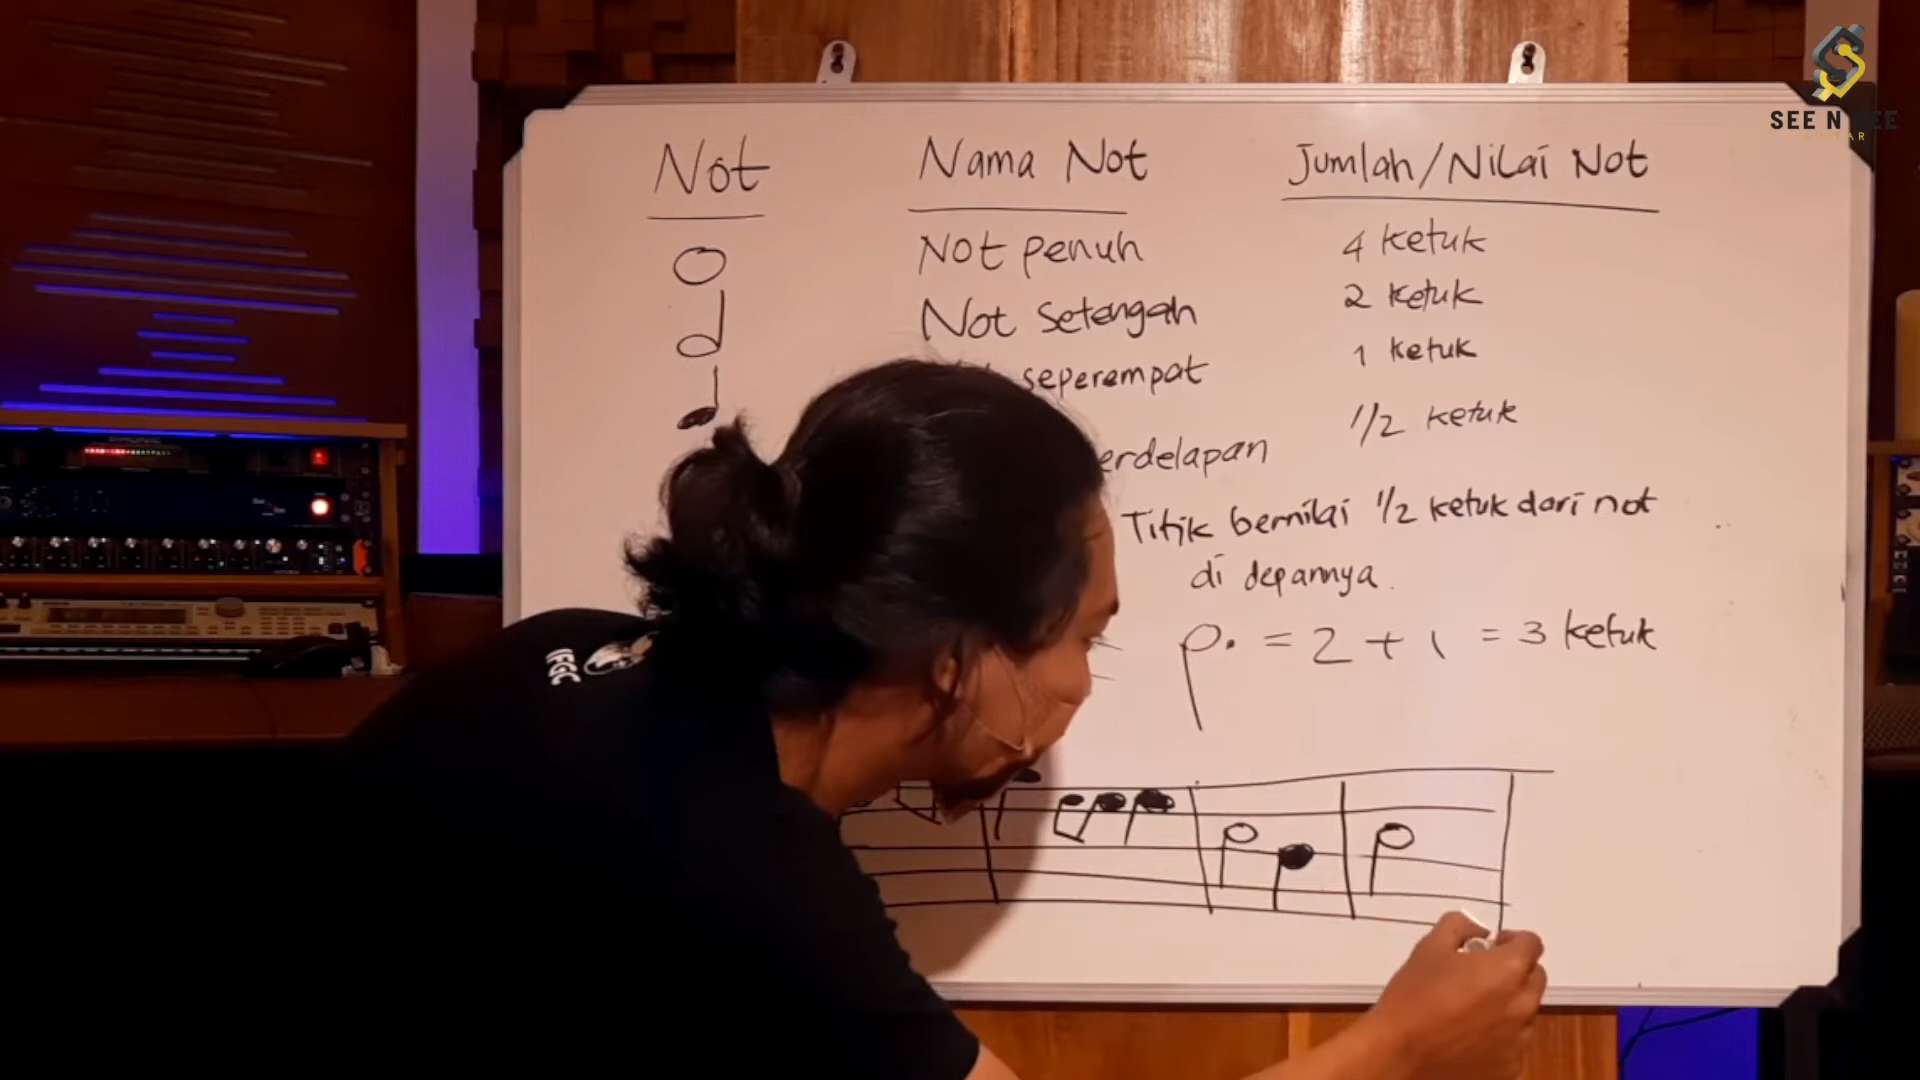 Not Nama Not Jumlah/Nilai Not
Not penuh 4 ketuk
Not setengah 2 ketuk
seperempat 1 ketuk
erdelapan 1/2 ketuk
Titik bernilai 1/2 ketuk dari not
di depannya.
= 2 + 1 = 3 ketuk
IFGC
SEE N